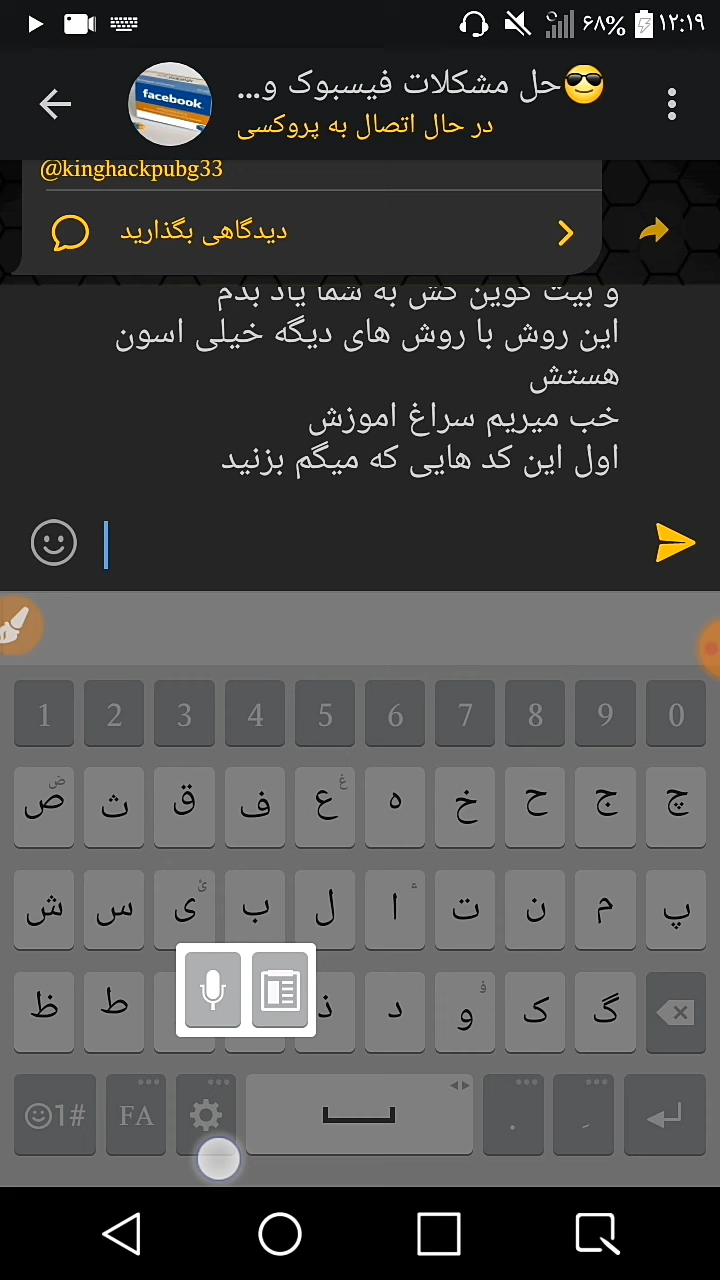 ۶۸% ۱۲:۱۹
حل مشکلات فیسبوک و...
facebook
در حال اتصال به پروکسی
@kinghackpubg33
دیدگاهی بگذارید
و بیت کوین کش به شما یاد بدم
این روش با روش های دیگه خیلی اسون
هستش
خب میریم سراغ اموزش
اول این کد هایی که میگم بزنید
1 2 3 4 5 6 7 8 9 0
ض غ
ص ث ق ف ع ه خ ح ج چ
ئ ء
ش س ی ب ل ا ت ن م پ
ؤ
ظ ط ذ د و ک گ
1# FA .